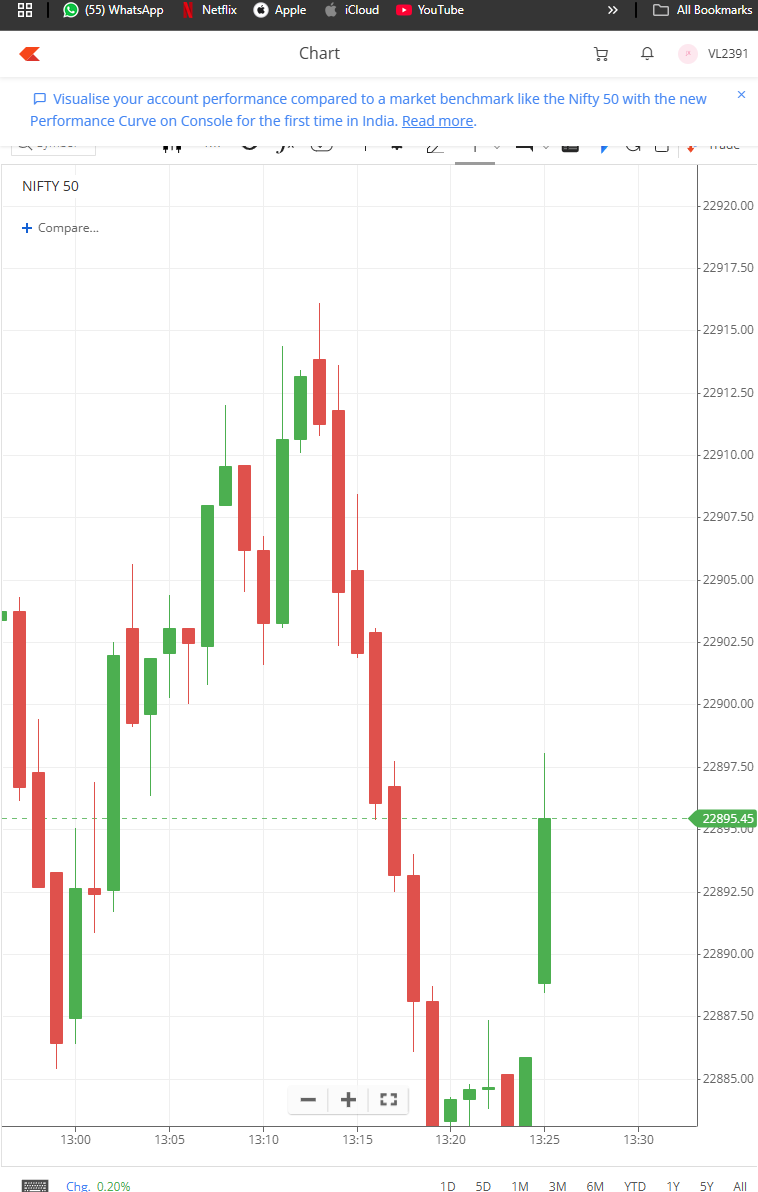 (55) WhatsApp Netflix Apple iCloud YouTube » All Bookmarks
Chart VL2391
Visualise your account performance compared to a market benchmark like the Nifty 50 with the new
Performance Curve on Console for the first time in India. Read more.
NIFTY 50
+ Compare...
22920.00
22917.50
22915.00
22912.50
22910.00
22907.50
22905.00
22902.50
22900.00
22897.50
22895.45
22895.00
22892.50
22890.00
22887.50
22885.00
13:00 13:05 13:10 13:15 13:20 13:25 13:30
Chg. 0.20% 1D 5D 1M 3M 6M YTD 1Y 5Y All